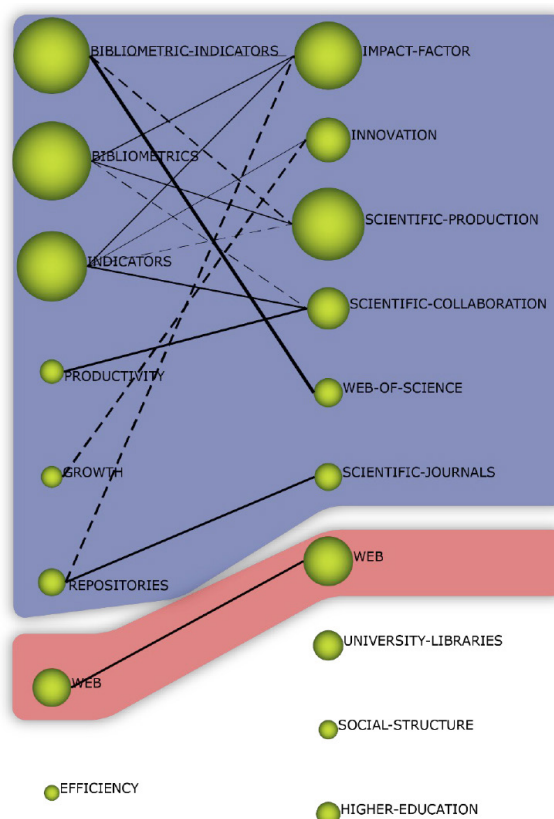 BIBLIOMETRIC-INDICATORS
IMPACT-FACTOR
INNOVATION
BIBLIOMETRICS
SCIENTIFIC-PRODUCTION
INDICATORS
SCIENTIFIC-COLLABORATION
PRODUCTIVITY
WEB-OF-SCIENCE
GROWTH
SCIENTIFIC-JOURNALS
REPOSITORIES
WEB
UNIVERSITY-LIBRARIES
WEB
SOCIAL-STRUCTURE
EFFICIENCY
HIGHER-EDUCATION